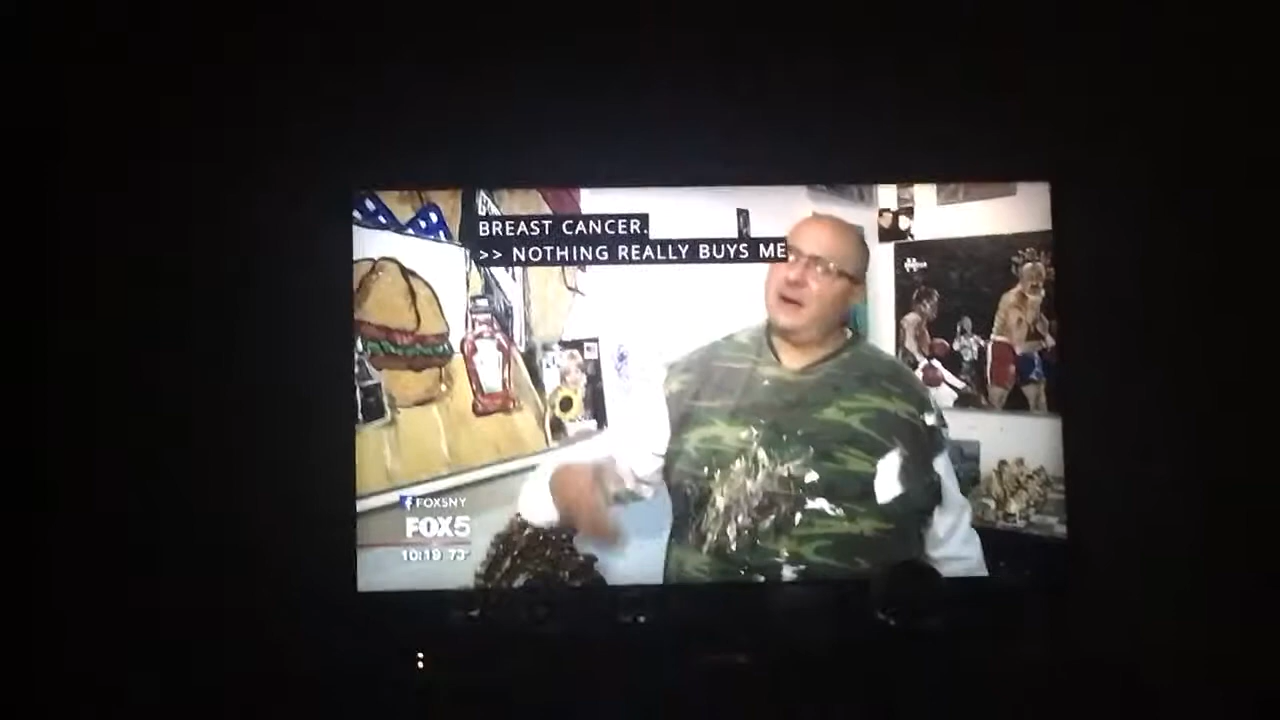 BREAST CANCER.
>> NOTHING REALLY BUYS ME
FOX5NY
FOX5
10:19 73°